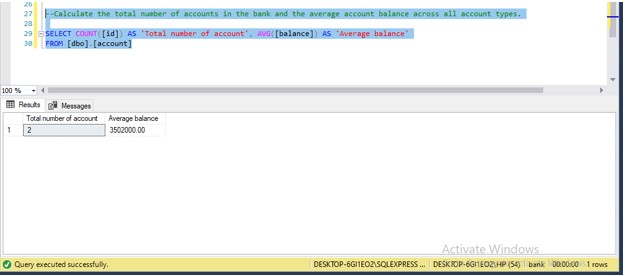 26
27 --Calculate the total number of accounts in the bank and the average account balance across all account types.
28
29 SELECT COUNT([id]) AS 'Total number of account', AVG([balance]) AS 'Average balance'
30 FROM [dbo].[account]
100 %
Results Messages
Total number of account Average balance
1 2 3502000.00
Activate Windows
Query executed successfully. DESKTOP-6GI1EO2\SQLEXPRESS ... DESKTOP-6GI1EO2\HP (54) bank 00:00:00 1 rows